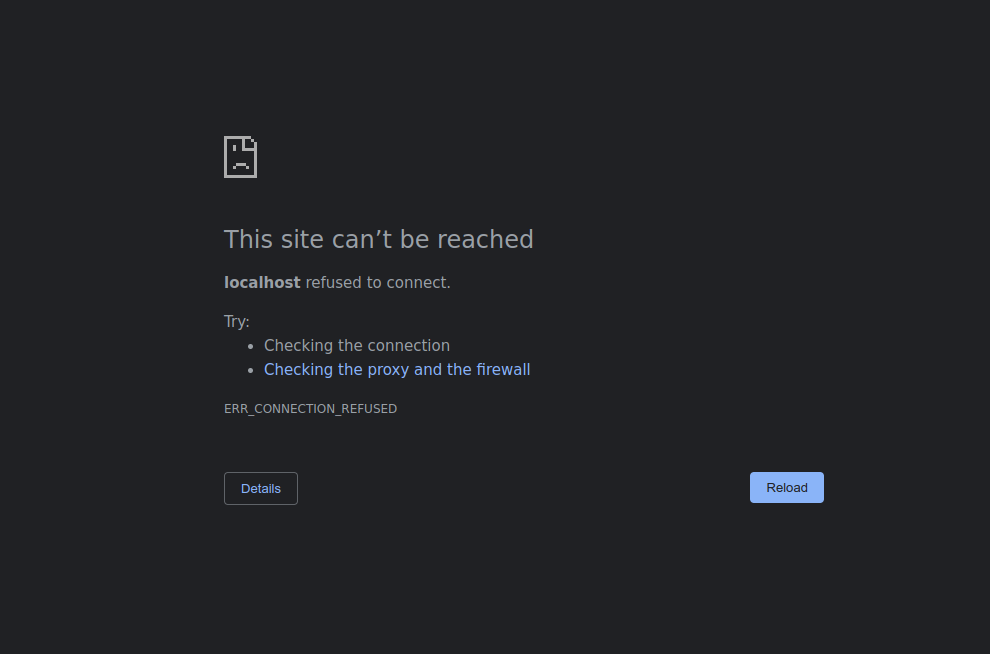 This site can’t be reached
localhost refused to connect.
Try:
Checking the connection
Checking the proxy and the firewall
ERR_CONNECTION_REFUSED
Details
Reload